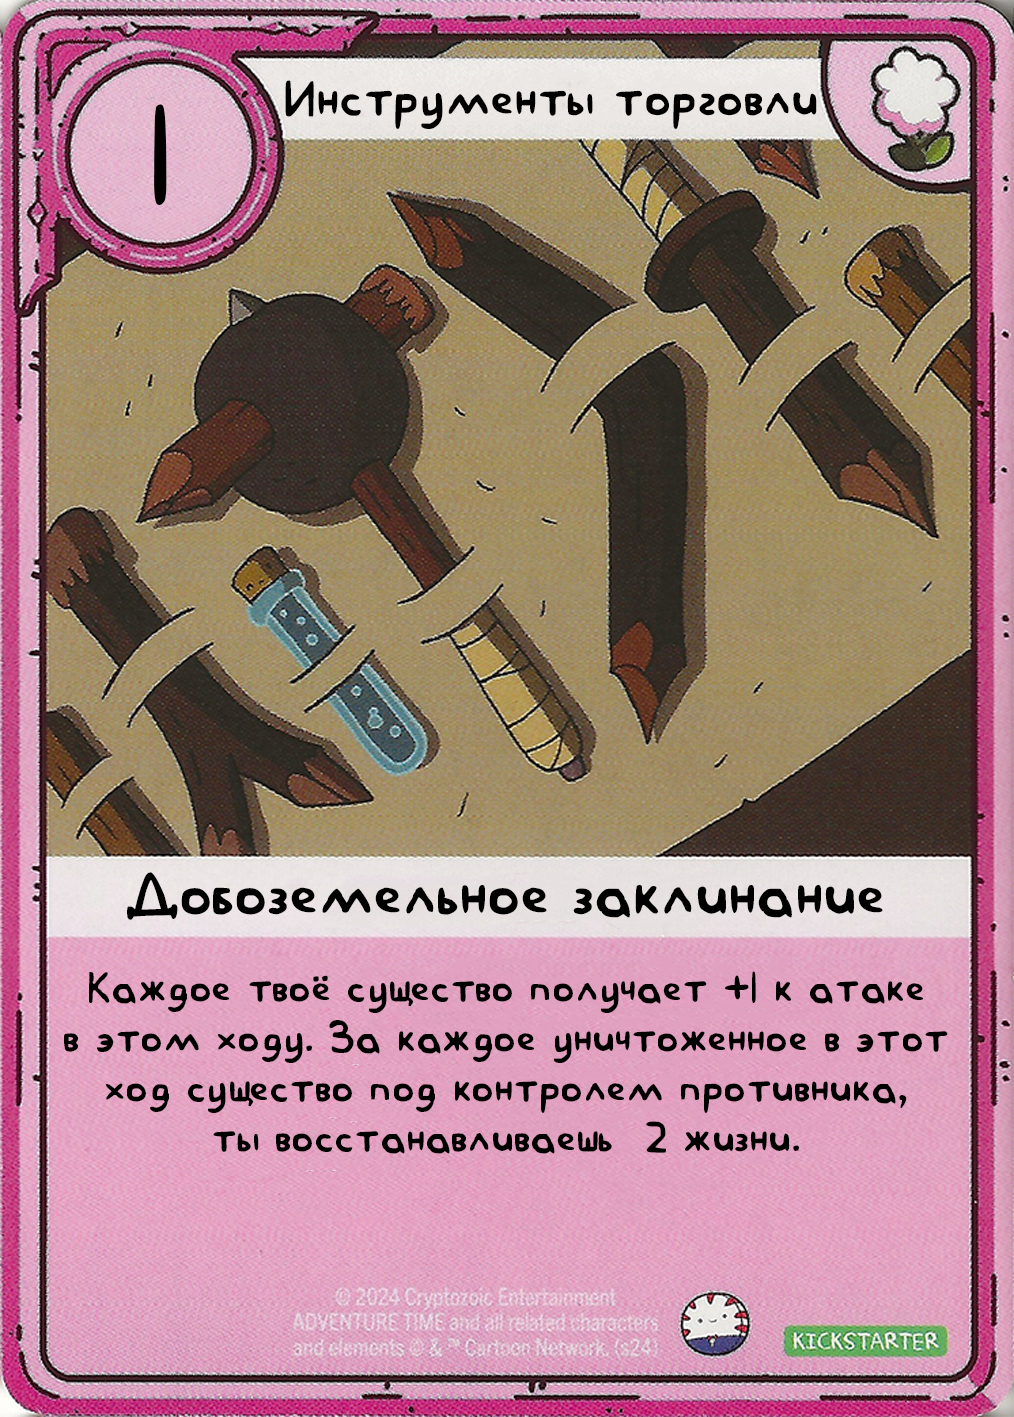 1
Инструменты торговли
Добоземельное заклинание
Каждое твоё существо получает +1 к атаке
в этом ходу. За каждое уничтоженное в этот
ход существо под контролем противника,
ты восстанавливаешь 2 жизни.
© 2024 Cryptozoic Entertainment
ADVENTURE TIME and all related characters
and elements © & ™ Cartoon Network. (s24)
KICKSTARTER